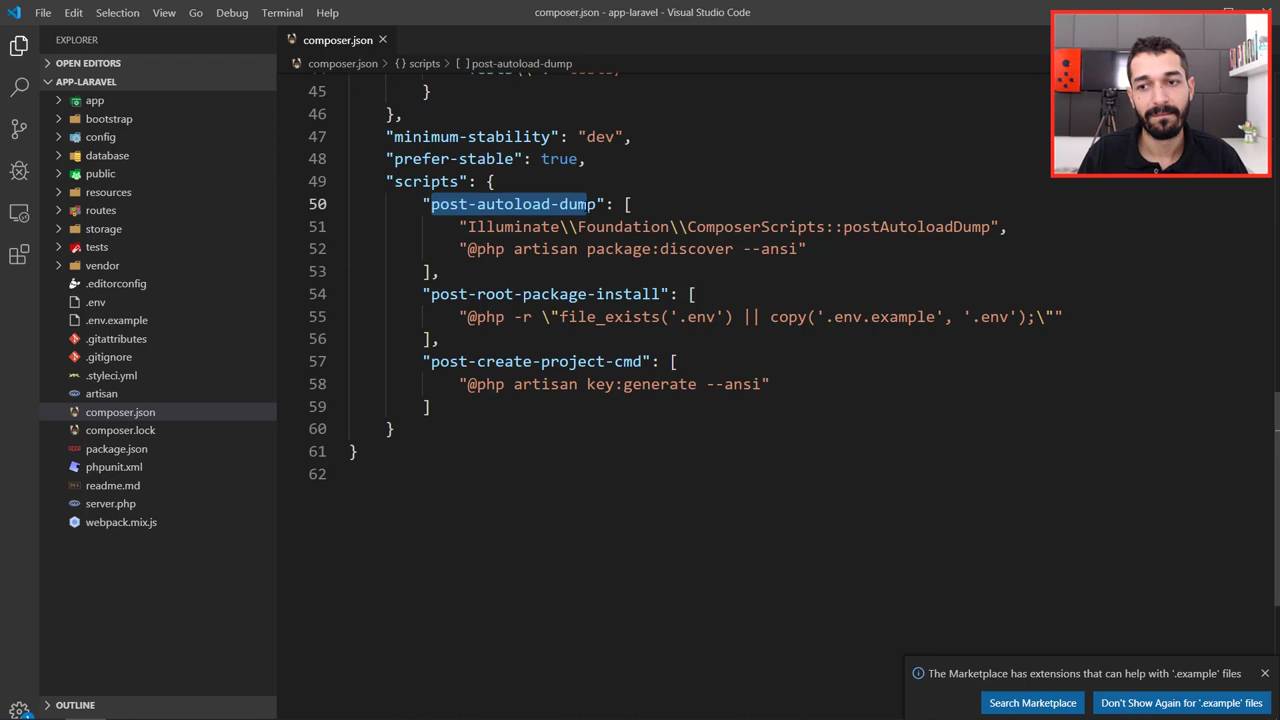 File Edit Selection View Go Debug Terminal Help
composer.json - app-laravel - Visual Studio Code
EXPLORER
OPEN EDITORS
APP-LARAVEL
app
bootstrap
config
database
public
resources
routes
storage
tests
vendor
.editorconfig
.env
.env.example
.gitattributes
.gitignore
.styleci.yml
artisan
composer.json
composer.lock
package.json
phpunit.xml
readme.md
server.php
webpack.mix.js
OUTLINE
composer.json
composer.json > {} scripts > [ ] post-autoload-dump
45 }
46 },
47 "minimum-stability": "dev",
48 "prefer-stable": true,
49 "scripts": {
50 "post-autoload-dump": [
51 "Illuminate\\Foundation\\ComposerScripts::postAutoloadDump",
52 "@php artisan package:discover --ansi"
53 ],
54 "post-root-package-install": [
55 "@php -r \"file_exists('.env') || copy('.env.example', '.env');\""
56 ],
57 "post-create-project-cmd": [
58 "@php artisan key:generate --ansi"
59 ]
60 }
61 }
62
The Marketplace has extensions that can help with '.example' files
Search Marketplace
Don't Show Again for '.example' files